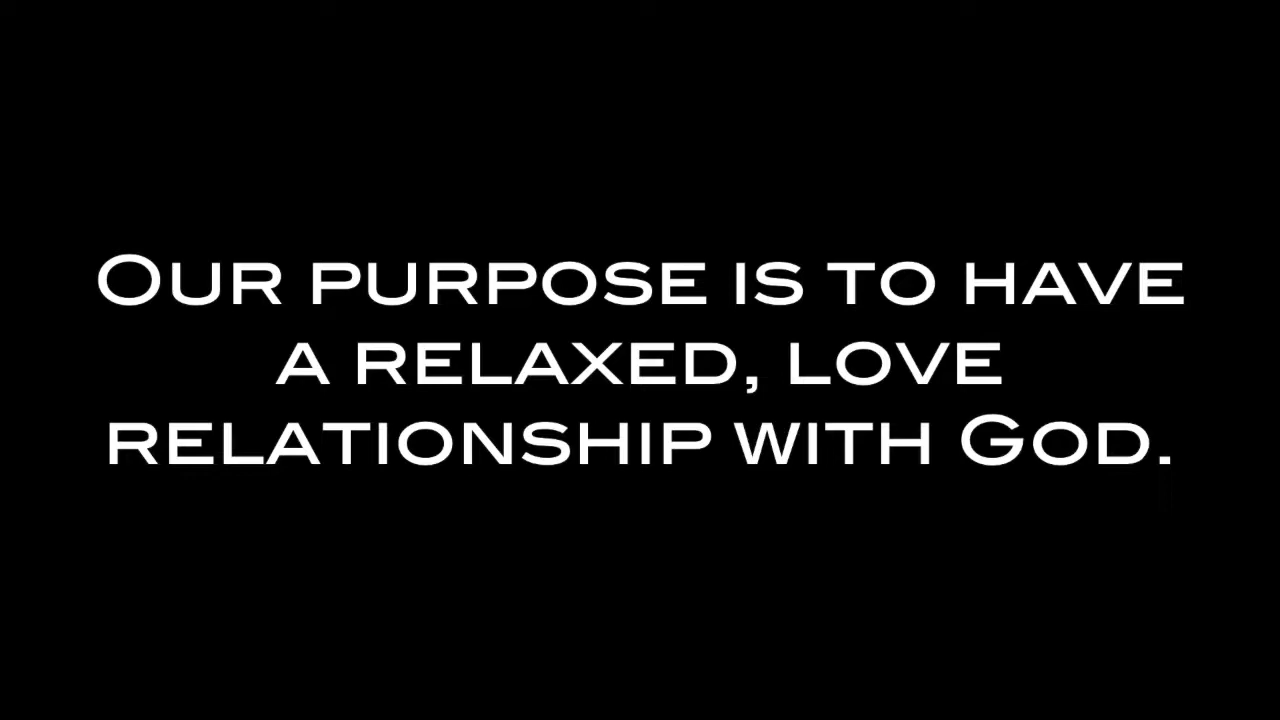 Our purpose is to have
a relaxed, love
relationship with God.